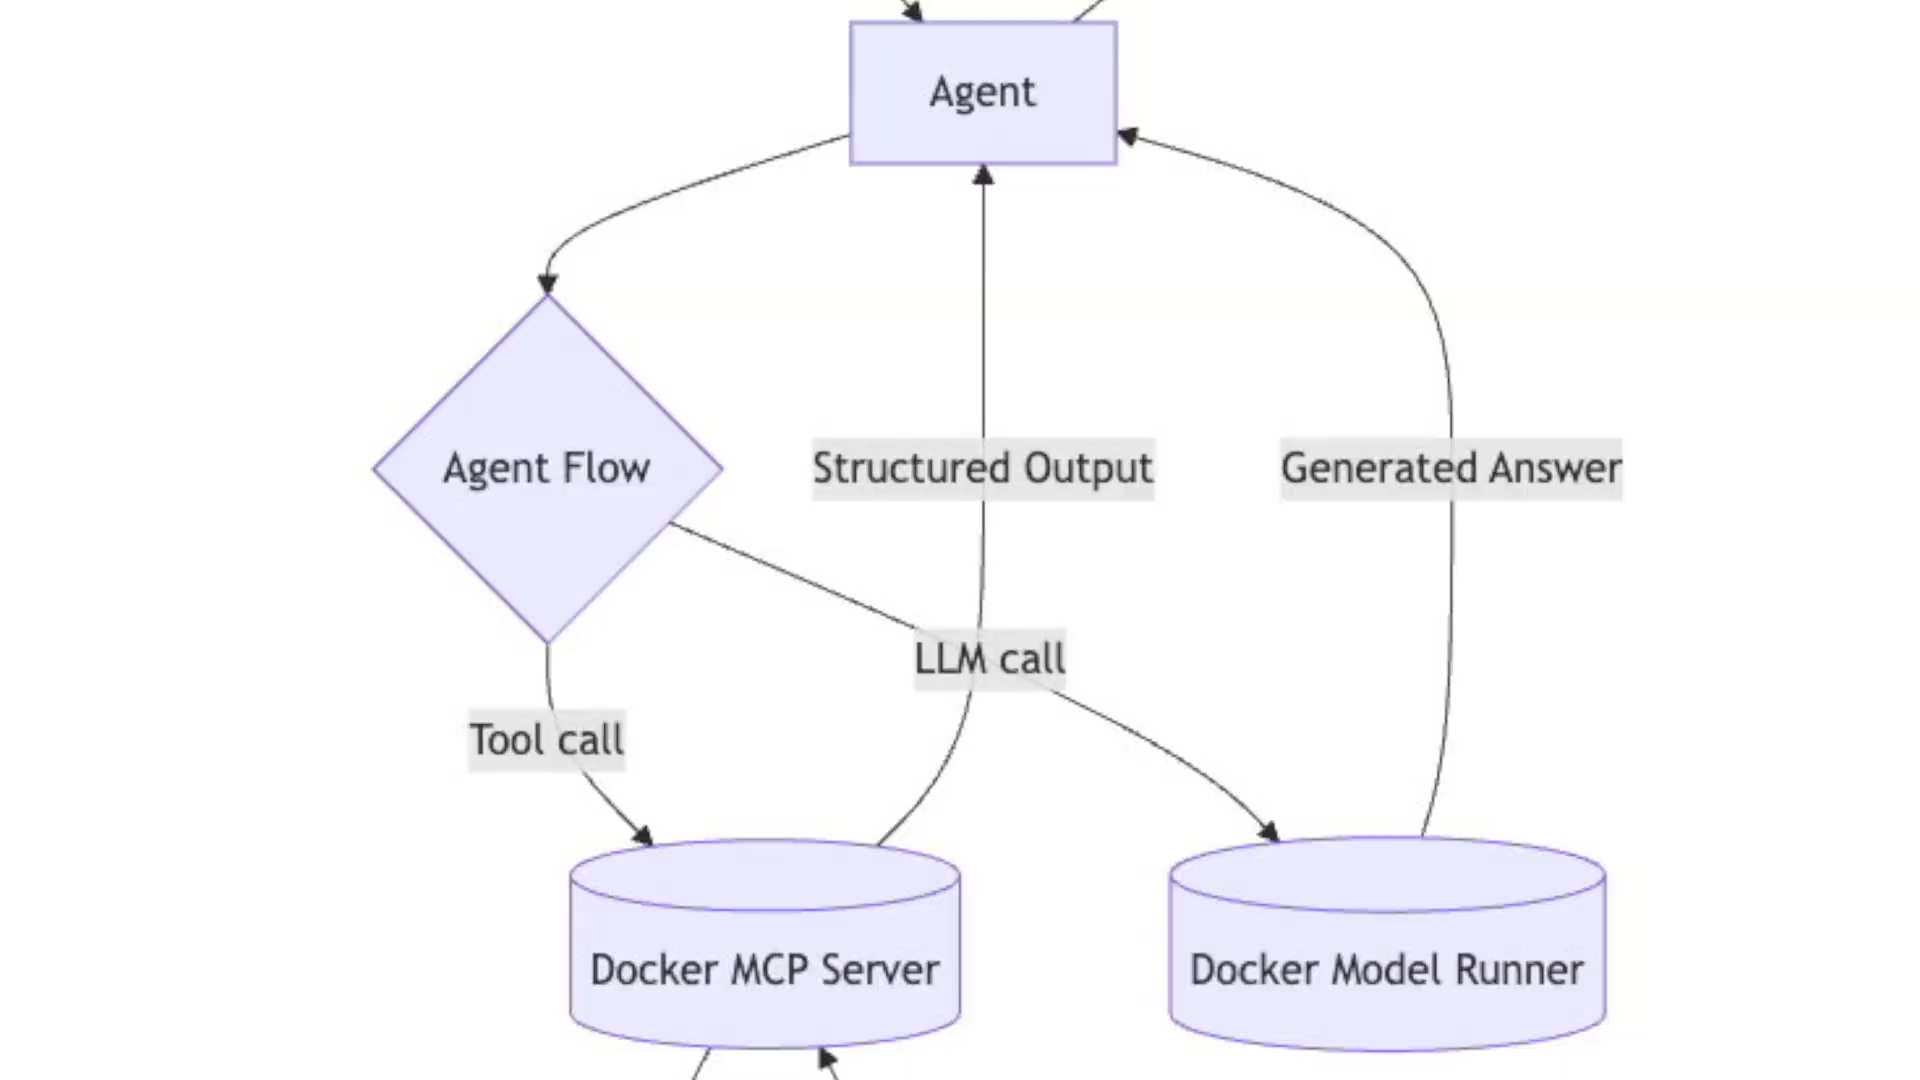 Agent
Agent Flow
Structured Output
Generated Answer
LLM call
Tool call
Docker MCP Server
Docker Model Runner